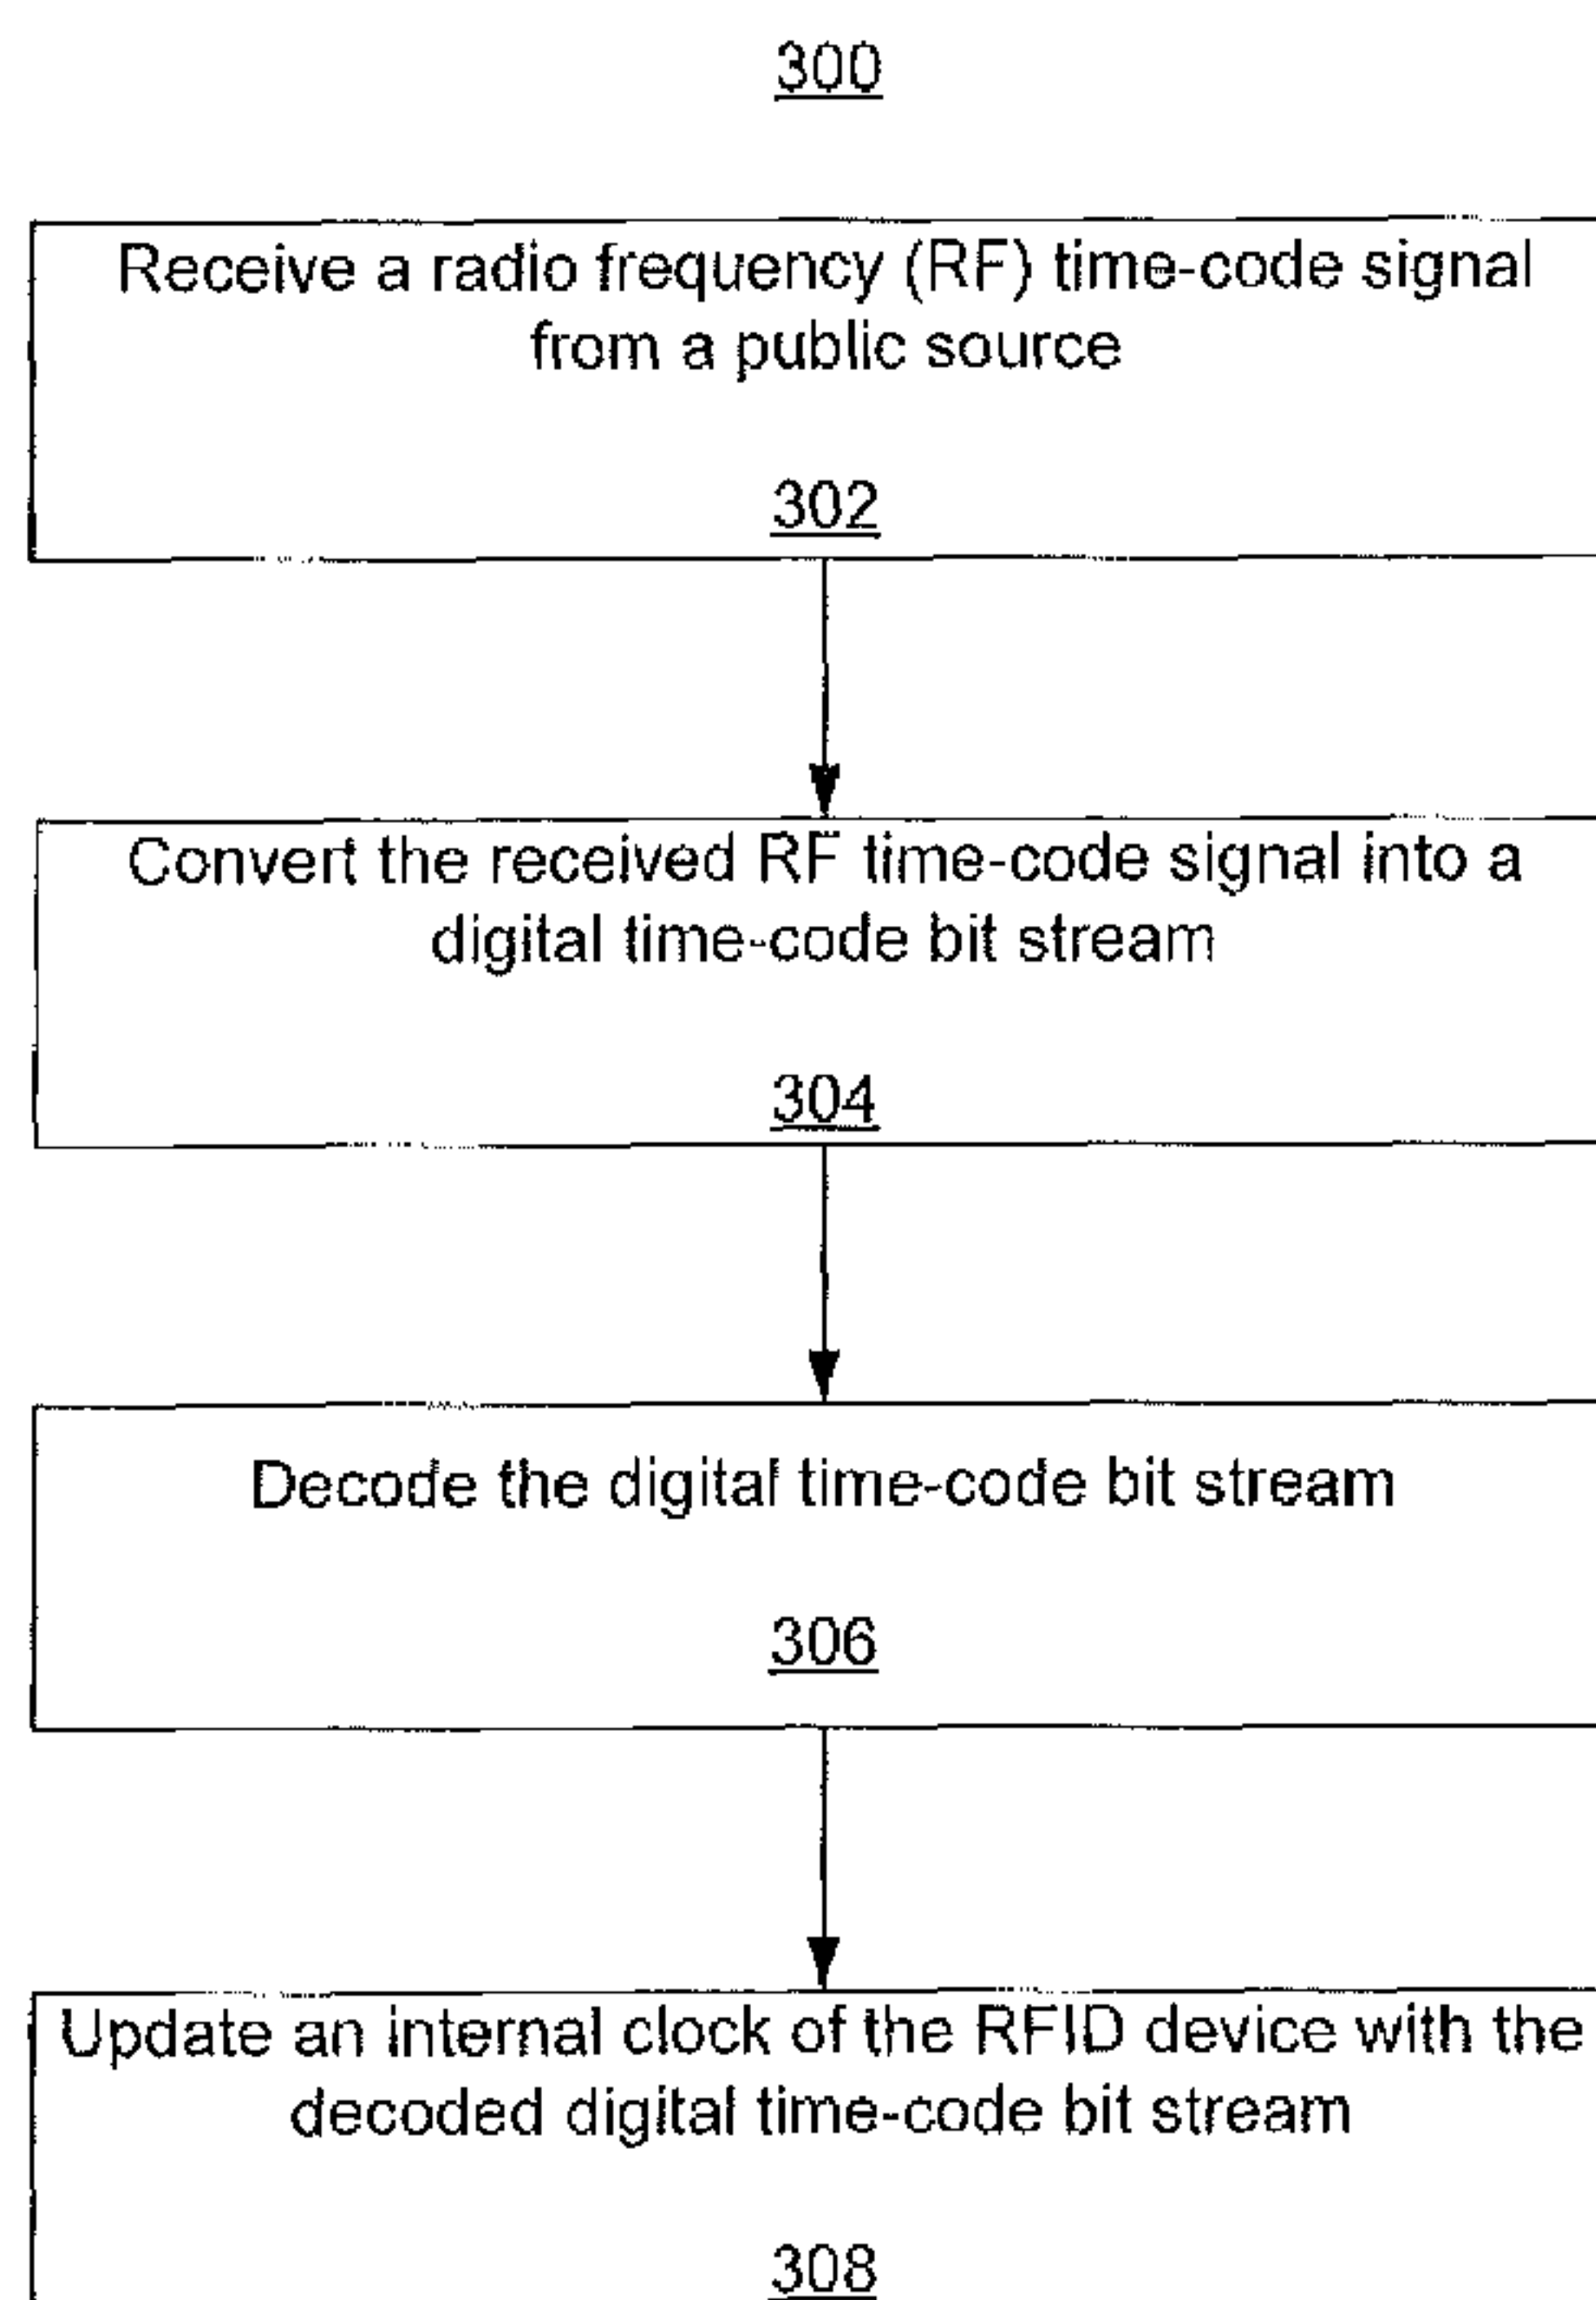 300
Receive a radio frequency (RF) time-code signal
from a public source
302
Convert the received RF time-code signal into a
digital time-code bit stream
304
Decode the digital time-code bit stream
306
Update an internal clock of the RFID device with the
decoded digital time-code bit stream
308